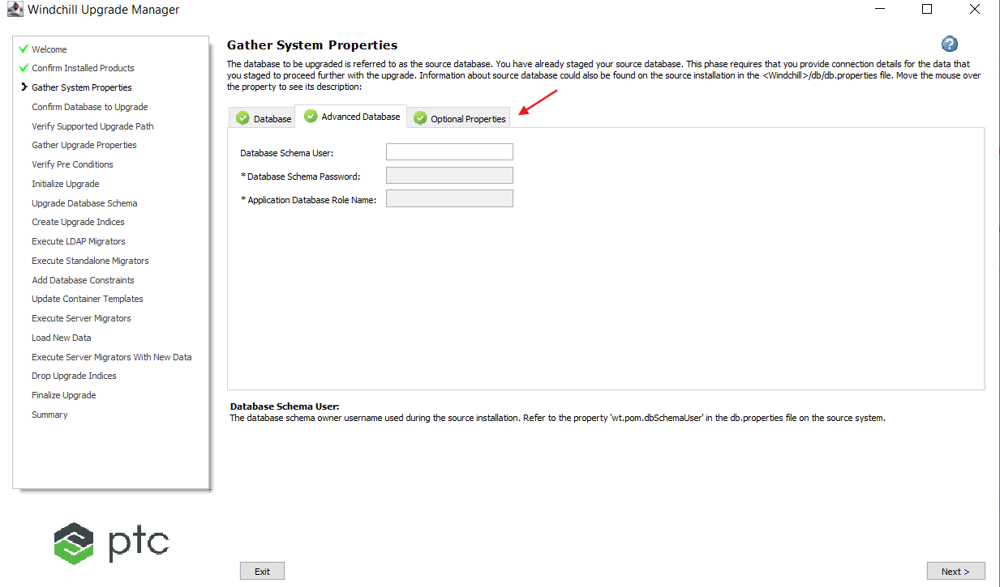 Windchill Upgrade Manager
Welcome
Confirm Installed Products
Gather System Properties
Confirm Database to Upgrade
Verify Supported Upgrade Path
Gather Upgrade Properties
Verify Pre Conditions
Initialize Upgrade
Upgrade Database Schema
Create Upgrade Indices
Execute LDAP Migrators
Execute Standalone Migrators
Add Database Constraints
Update Container Templates
Execute Server Migrators
Load New Data
Execute Server Migrators With New Data
Drop Upgrade Indices
Finalize Upgrade
Summary
ptc
Gather System Properties
?
The database to be upgraded is referred to as the source database. You have already staged your source database. This phase requires that you provide connection details for the data that
you staged to proceed further with the upgrade. Information about source database could also be found on the source installation in the <Windchill>/db/db.properties file. Move the mouse over
the property to see its description:
Database Advanced Database Optional Properties
Database Schema User:
* Database Schema Password:
* Application Database Role Name:
Database Schema User:
The database schema owner username used during the source installation. Refer to the property 'wt.pom.dbSchemaUser' in the db.properties file on the source system.
Exit Next >